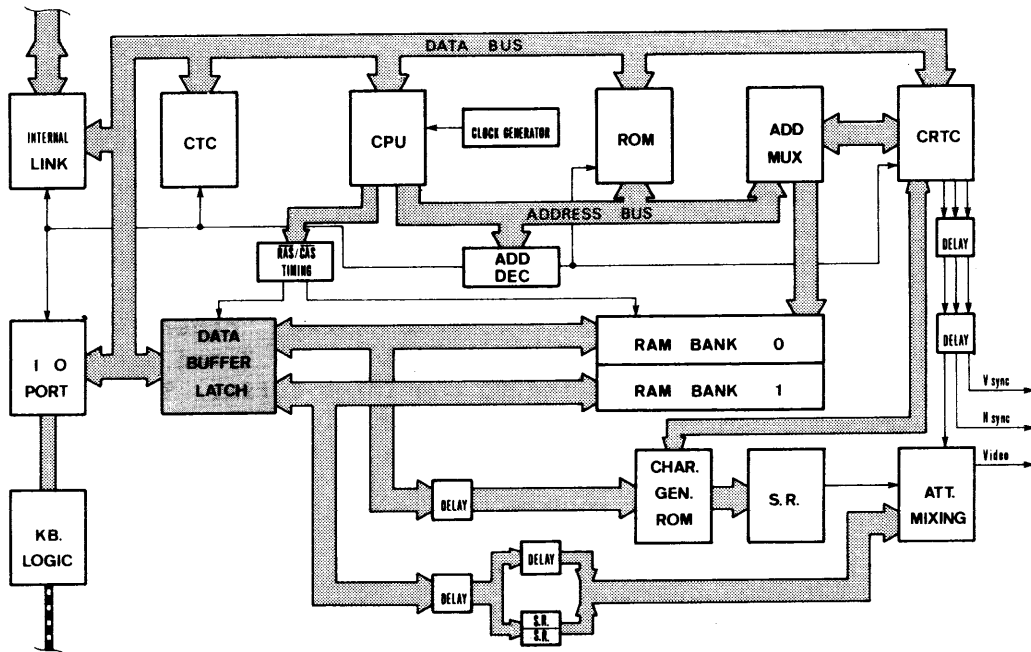 DATA BUS
INTERNAL
LINK
CTC
CPU
CLOCK GENERATOR
ROM
ADD
MUX
CRTC
ADDRESS BUS
RAS/CAS
TIMING
ADD
DEC
DELAY
I O
PORT
DATA
BUFFER
LATCH
RAM BANK 0
RAM BANK 1
DELAY
V sync
H sync
Video
KB.
LOGIC
DELAY
CHAR.
GEN.
ROM
S.R.
ATT.
MIXING
DELAY
DELAY
S.R.
S.R.